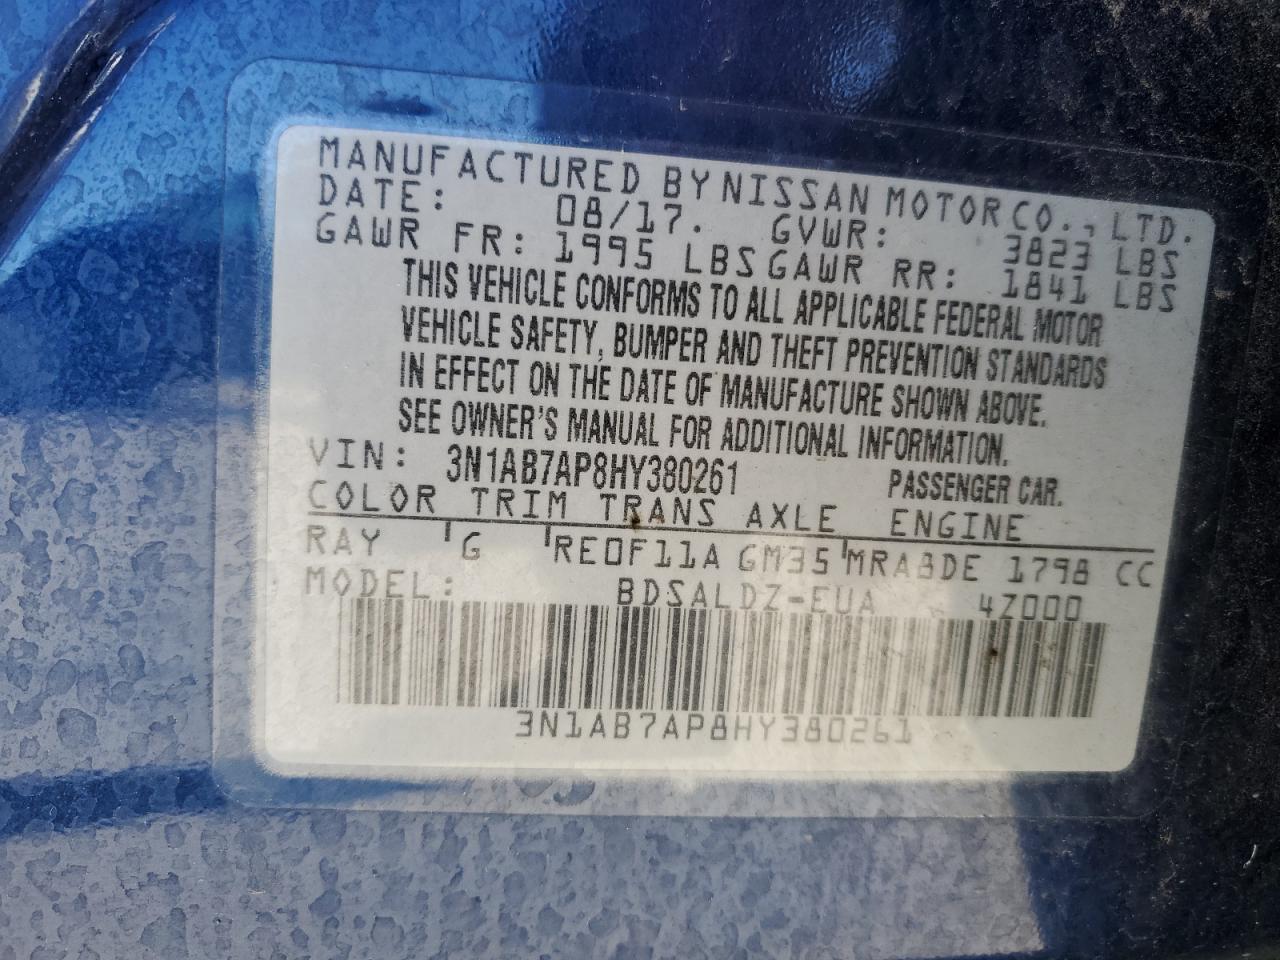 MANUFACTURED BY NISSAN MOTOR CO., LTD.
DATE: 08/17. GVWR: 3823 LBS
GAWR FR: 1995 LBS GAWR RR: 1841 LBS
THIS VEHICLE CONFORMS TO ALL APPLICABLE FEDERAL MOTOR
VEHICLE SAFETY, BUMPER AND THEFT PREVENTION STANDARDS
IN EFFECT ON THE DATE OF MANUFACTURE SHOWN ABOVE.
SEE OWNER'S MANUAL FOR ADDITIONAL INFORMATION.
VIN: 3N1AB7AP8HY380261 PASSENGER CAR.
COLOR TRIM TRANS AXLE ENGINE
RAY G RE0F11A GM35 MRA8DE 1798 CC
MODEL: BDSALDZ-EUA 4Z000
3N1AB7AP8HY380261